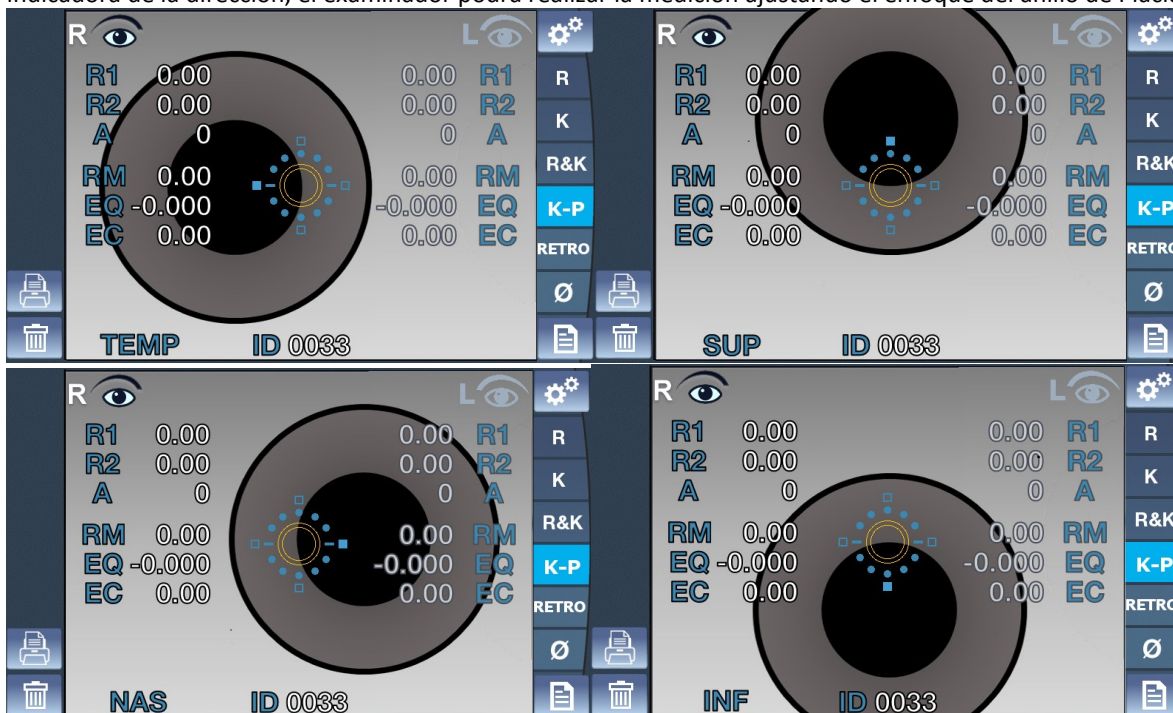 indicadora de la dirección, el examinador podrá realizar la medición ajustando el enfoque del anillo de
R L
R1 0.00 0.00 R1
R2 0.00 0.00 R2
A 0 0 A
RM 0.00 0.00 RM
EQ -0.000 -0.000 EQ
EC 0.00 0.00 EC
TEMP ID 0033
R
K
R&K
K-P
RETRO
Ø
R L
R1 0.00 0.00 R1
R2 0.00 0.00 R2
A 0 0 A
RM 0.00 0.00 RM
EQ -0.000 -0.000 EQ
EC 0.00 0.00 EC
SUP ID 0033
R
K
R&K
K-P
RETRO
Ø
R L
R1 0.00 0.00 R1
R2 0.00 0.00 R2
A 0 0 A
RM 0.00 0.00 RM
EQ -0.000 -0.000 EQ
EC 0.00 0.00 EC
NAS ID 0033
R
K
R&K
K-P
RETRO
Ø
R L
R1 0.00 0.00 R1
R2 0.00 0.00 R2
A 0 0 A
RM 0.00 0.00 RM
EQ -0.000 -0.000 EQ
EC 0.00 0.00 EC
INF ID 0033
R
K
R&K
K-P
RETRO
Ø